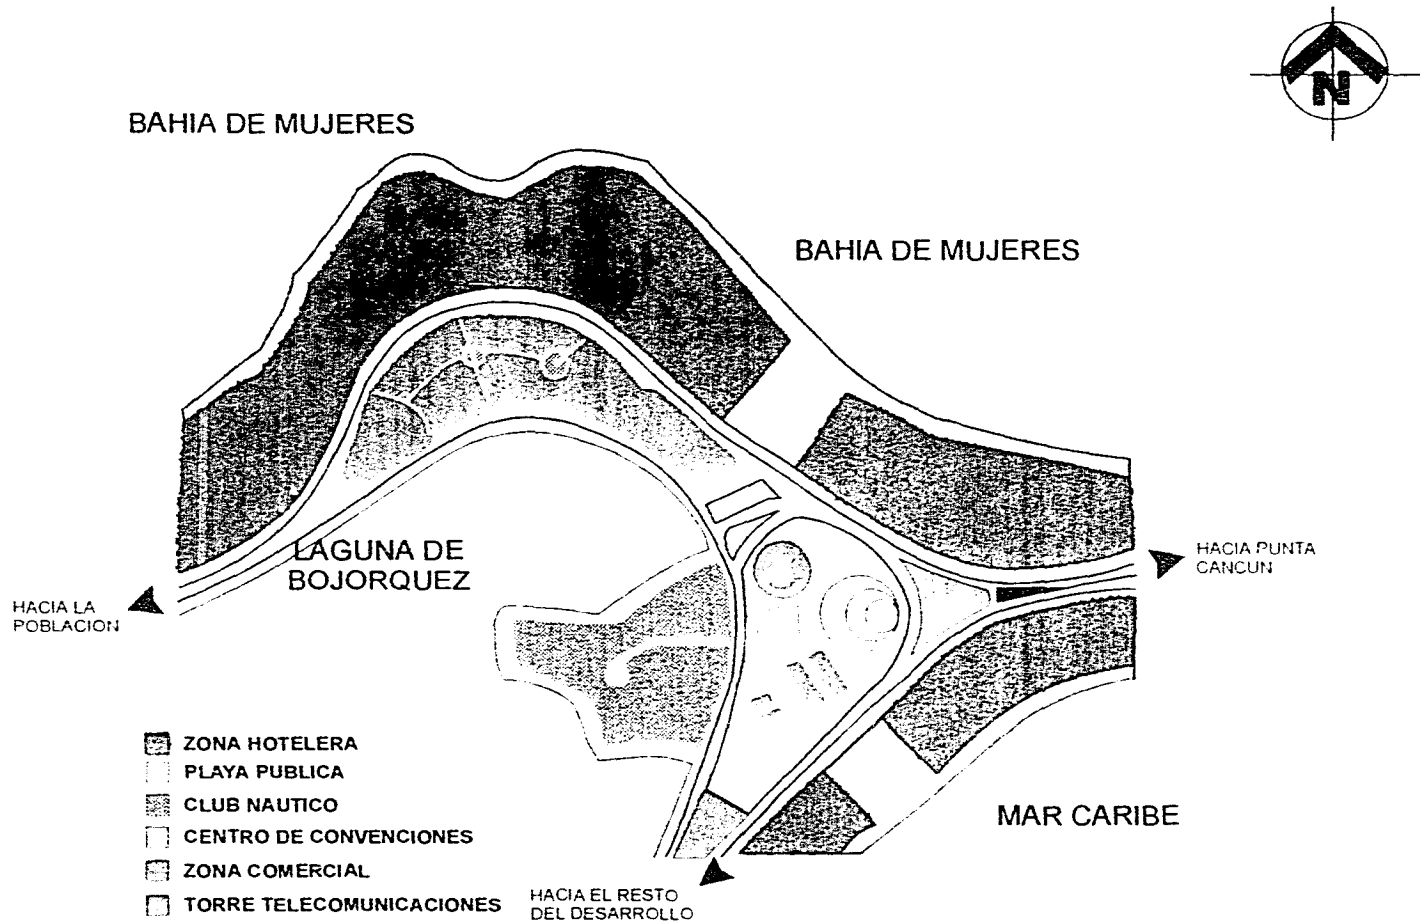 N
BAHIA DE MUJERES
BAHIA DE MUJERES
LAGUNA DE
BOJORQUEZ
HACIA PUNTA
CANCUN
HACIA LA
POBLACION
ZONA HOTELERA
PLAYA PUBLICA
CLUB NAUTICO
CENTRO DE CONVENCIONES
ZONA COMERCIAL
TORRE TELECOMUNICACIONES
MAR CARIBE
HACIA EL RESTO
DEL DESARROLLO